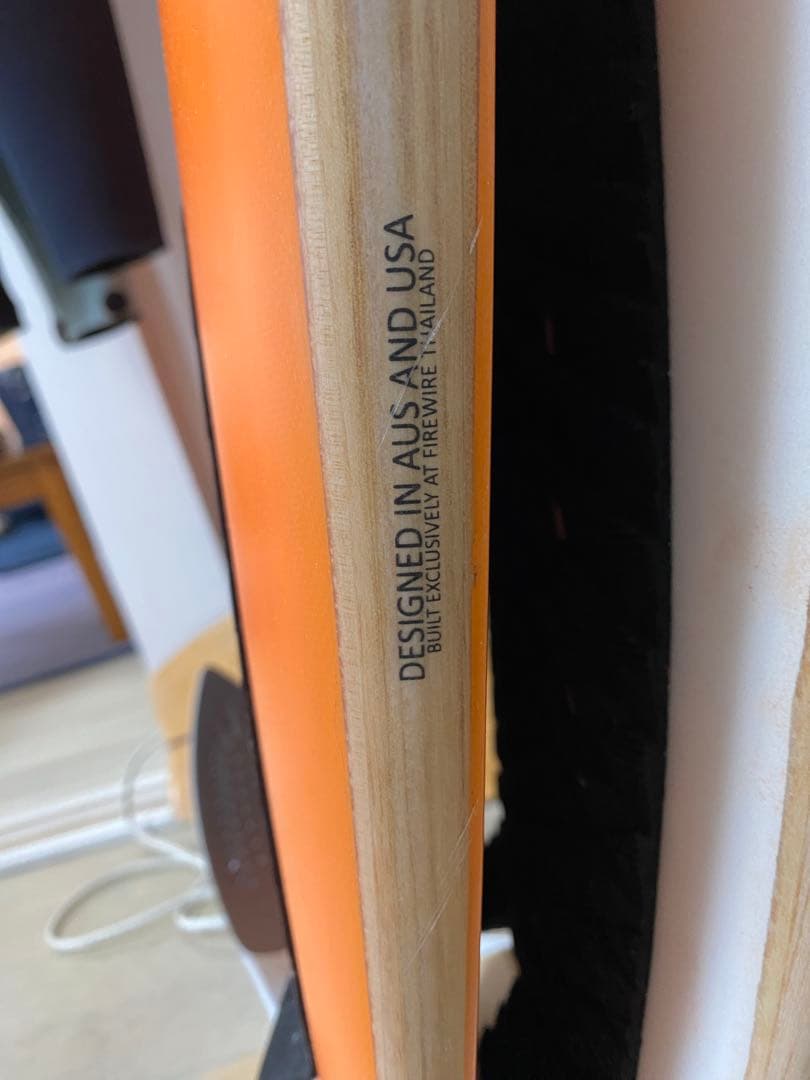 DESIGNED IN AUS AND USA
BUILT EXCLUSIVELY AT FIREWIRE THAILAND